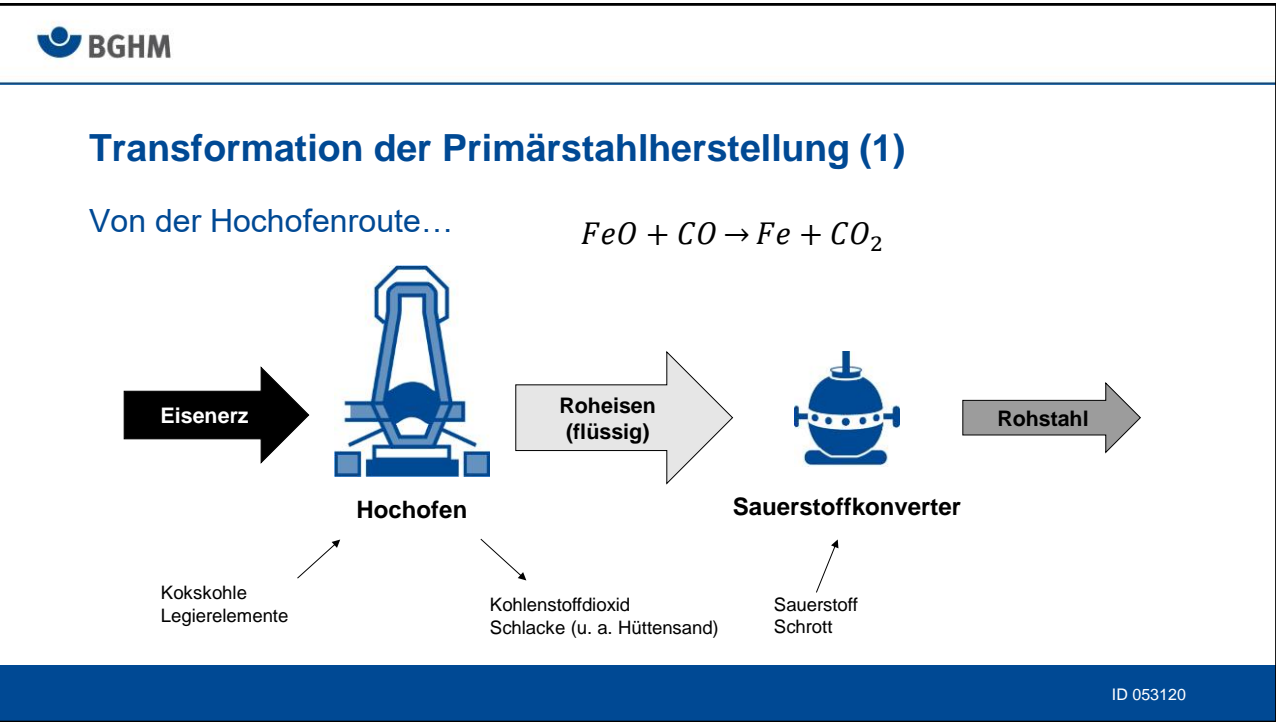 BGHM
Transformation der Primärstahlherstellung (1)
Von der Hochofenroute…
FeO + CO → Fe + CO₂
Eisenerz
Roheisen
(flüssig)
Rohstahl
Hochofen
Sauerstoffkonverter
Kokskohle
Legierelemente
Kohlenstoffdioxid
Schlacke (u. a. Hüttensand)
Sauerstoff
Schrott
ID 053120